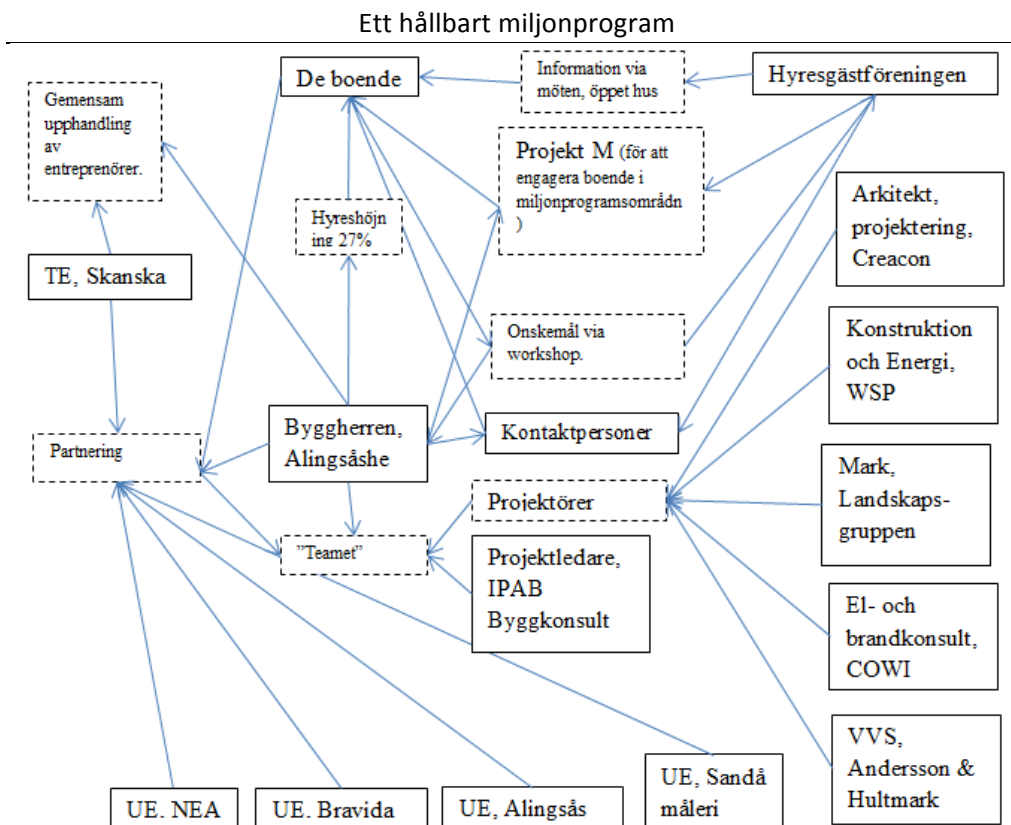 Ett hållbart miljonprogram
De boende
Information via
möten, öppet hus
Hyresgästföreningen
Gemensam
upphandling
av
entreprenörer.
Projekt M (för att
engagera boende i
miljonprogramsområdn
)
Arkitekt,
projektering,
Creacon
Hyreshöjn
ing 27%
TE, Skanska
Onskemål via
workshop.
Konstruktion
och Energi,
WSP
Partnering
Byggherren,
Alingsåshe
Kontaktpersoner
Mark,
Landskaps-
gruppen
Projektörer
"Teamet"
Projektledare,
IPAB
Byggkonsult
El- och
brandkonsult,
COWI
VVS,
Andersson &
Hultmark
UE. NEA
UE. Bravida
UE, Alingsås
UE, Sandå
måleri